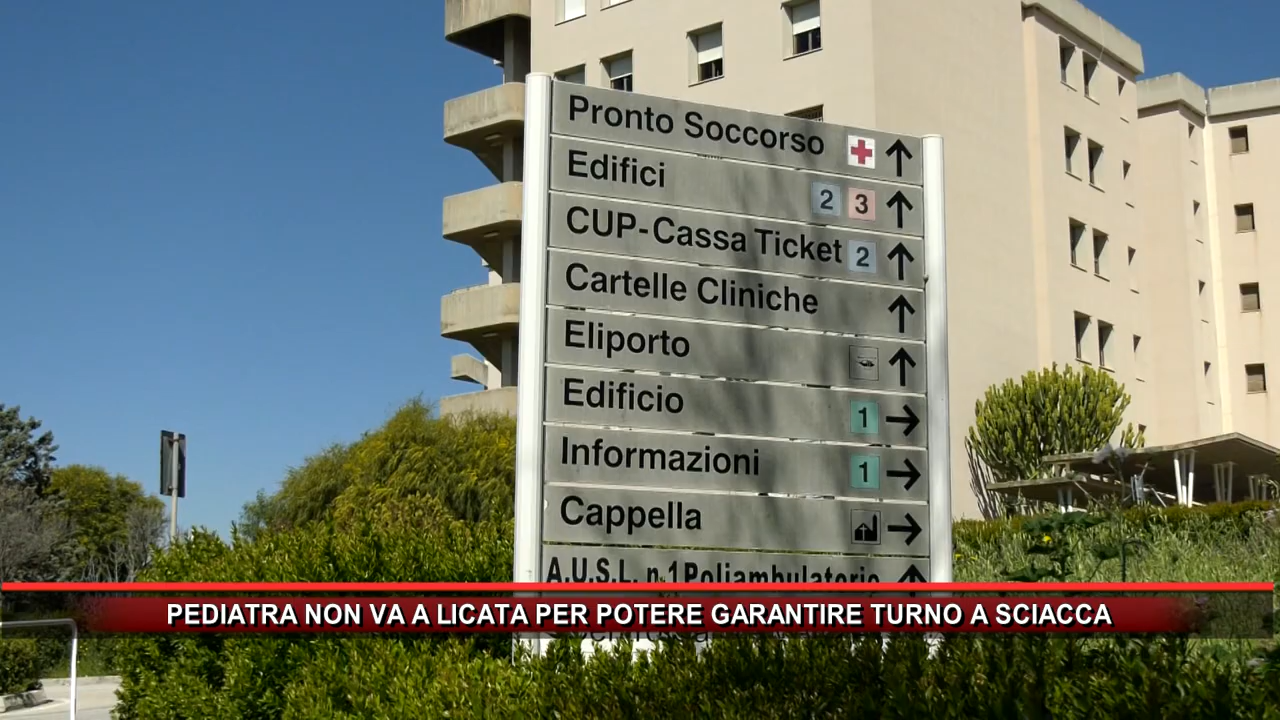 Pronto Soccorso
Edifici 2 3
CUP-Cassa Ticket 2
Cartelle Cliniche
Eliporto
Edificio 1
Informazioni 1
Cappella
A.U.S.L. n.1 Poliambulatorio
PEDIATRA NON VA A LICATA PER POTERE GARANTIRE TURNO A SCIACCA